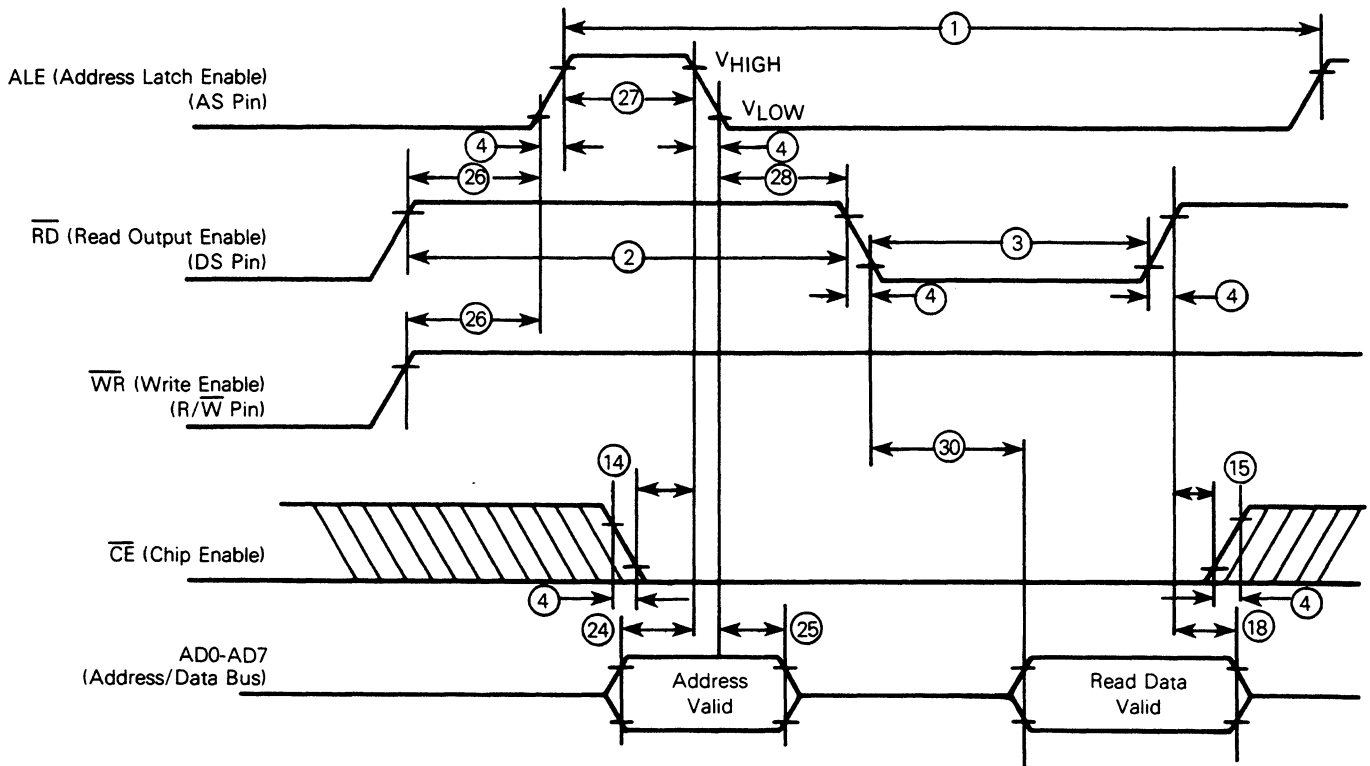 1
ALE (Address Latch Enable)
(AS Pin)
VHIGH
27
VLOW
4
4
26
28
RD (Read Output Enable)
(DS Pin)
2
3
4
4
26
WR (Write Enable)
(R/W Pin)
30
14
15
CE (Chip Enable)
4
4
24
25
18
AD0-AD7
(Address/Data Bus)
Address
Valid
Read Data
Valid